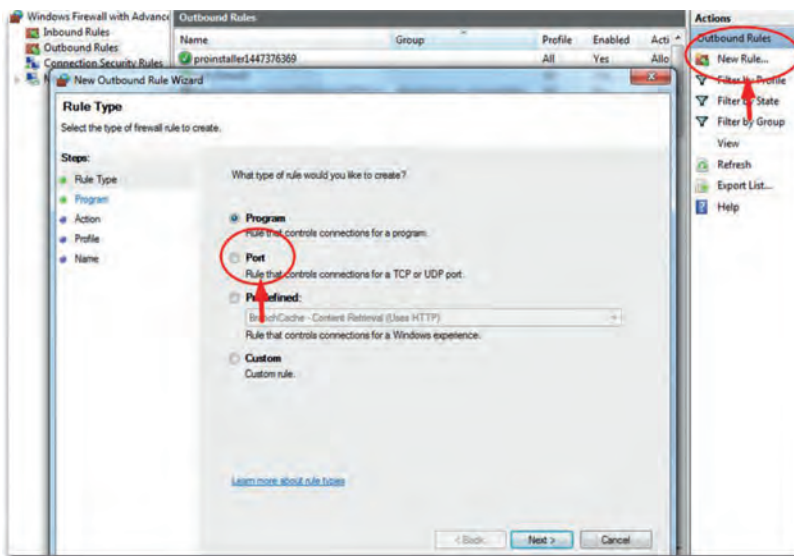 Windows Firewall with Advance
Inbound Rules
Outbound Rules
Connection Security Rules
Outbound Rules
Name Group Profile Enabled Acti
proinstaller1447376369 All Yes Allo
New Outbound Rule Wizard
Rule Type
Select the type of firewall rule to create.
Steps:
Rule Type
Program
Action
Profile
Name
What type of rule would you like to create?
Program
Rule that controls connections for a program.
Port
Rule that controls connections for a TCP or UDP port.
Predefined:
BranchCache - Content Retrieval (Uses HTTP)
Rule that controls connections for a Windows experience.
Custom
Custom rule.
Learn more about rule types
< Back Next > Cancel
Actions
Outbound Rules
New Rule...
Filter by Profile
Filter by State
Filter by Group
View
Refresh
Export List...
Help